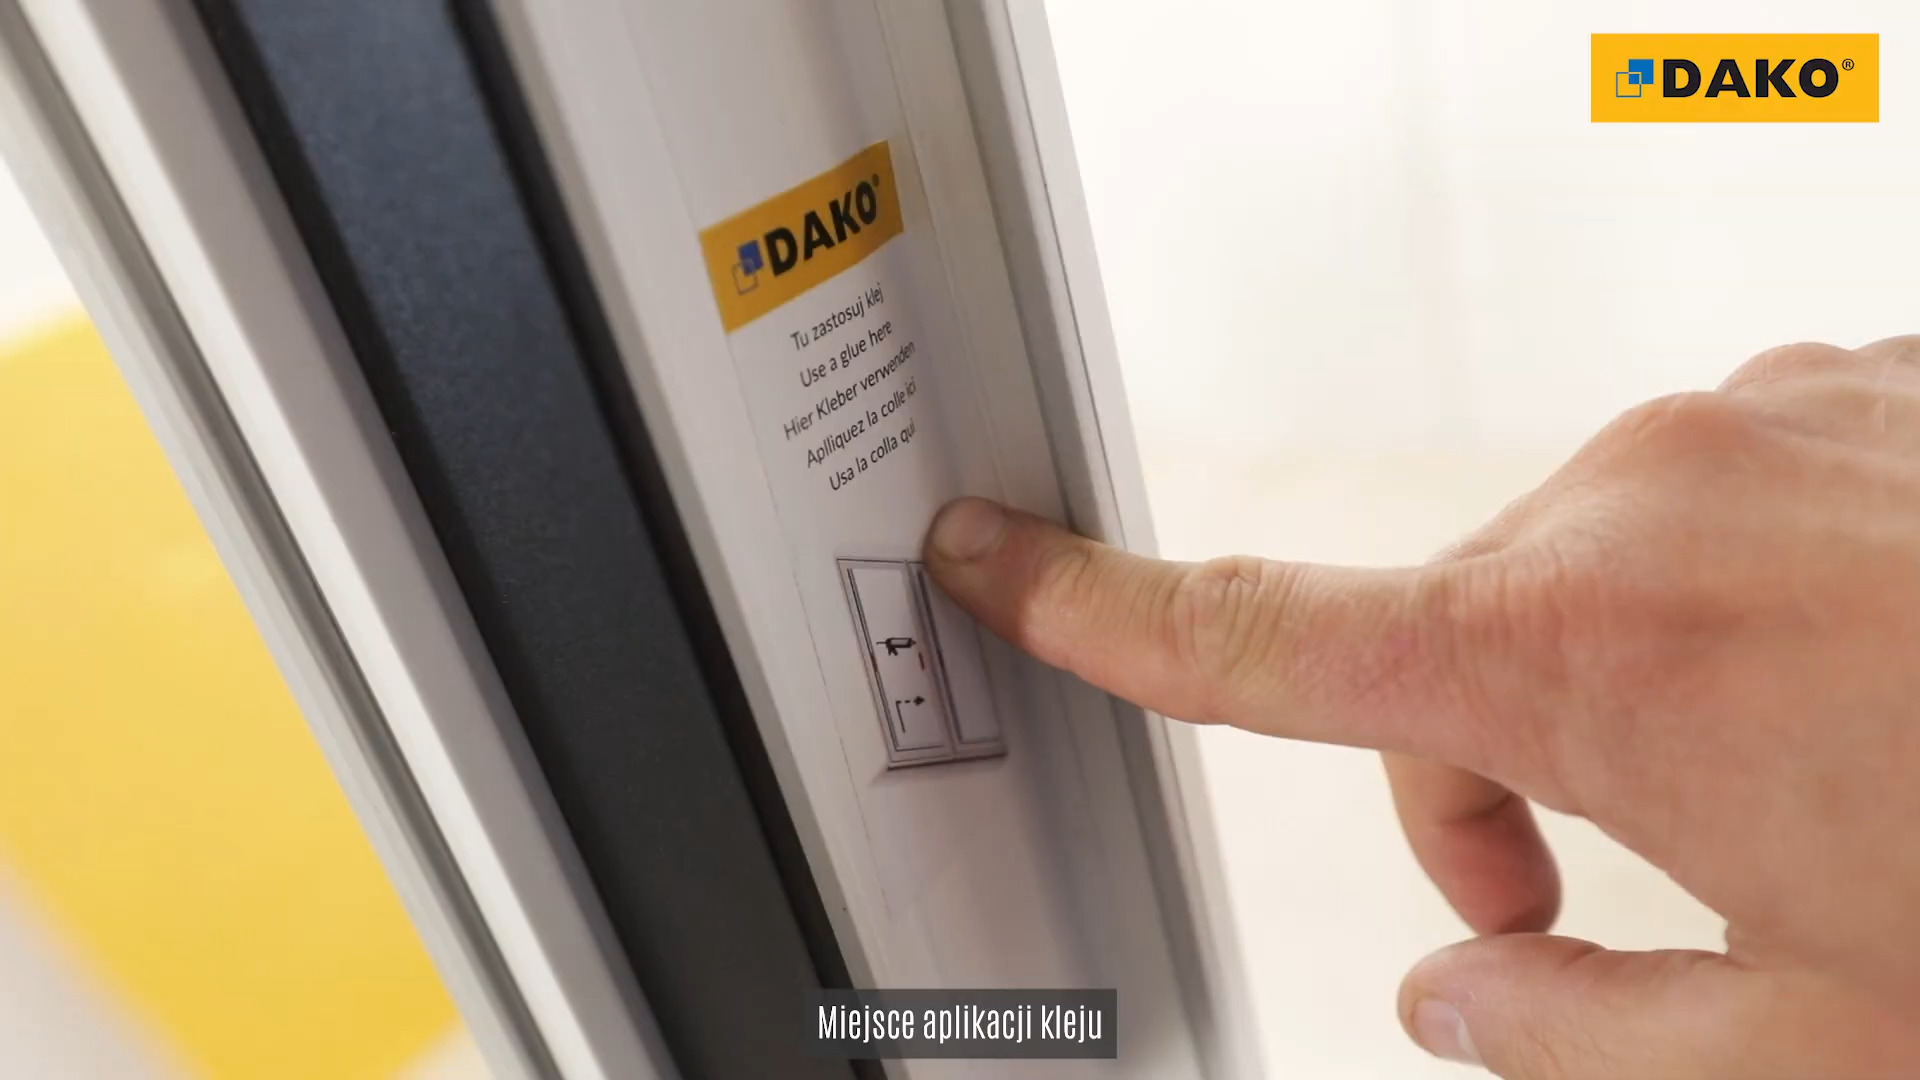 DAKO®
DAKO®
Tu zastosuj klej
Use a glue here
Hier Kleber verwenden
Aplliquez la colle ici
Usa la colla qui
Miejsce aplikacji kleju